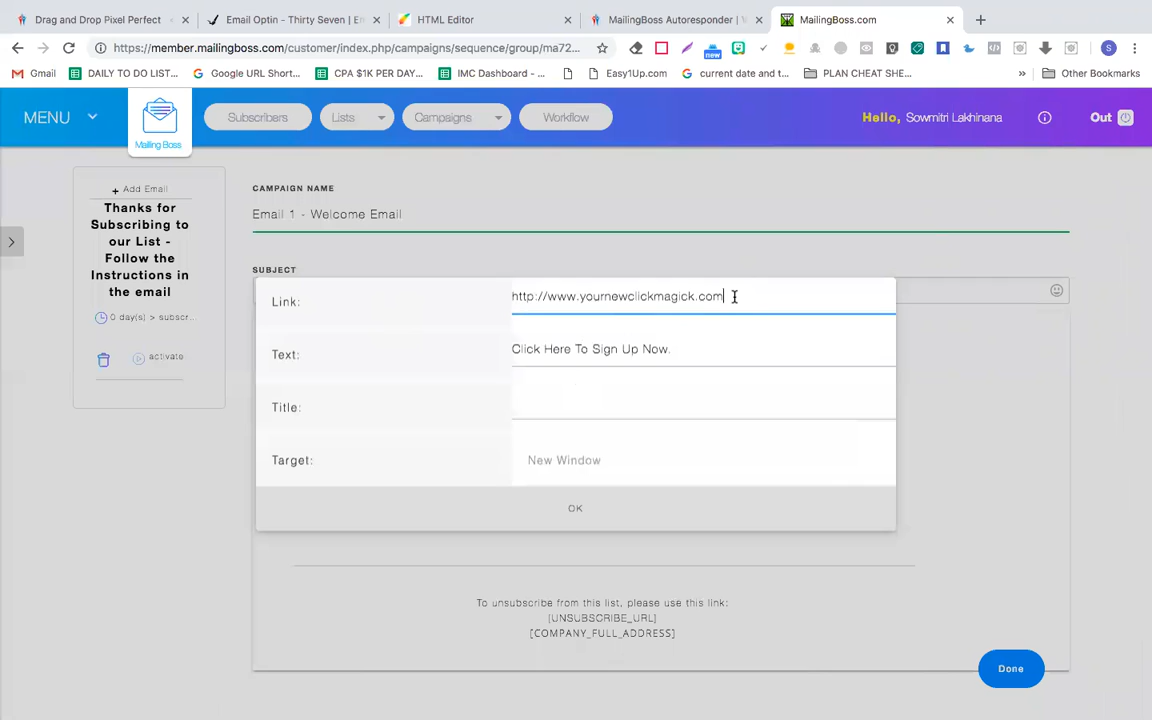 Drag and Drop Pixel Perfect
Email Optin - Thirty Seven | E
HTML Editor
MailingBoss Autoresponder | W
MailingBoss.com
https://member.mailingboss.com/customer/index.php/campaigns/sequence/group/ma72...
S
Gmail
DAILY TO DO LIST...
Google URL Short...
CPA $1K PER DAY...
IMC Dashboard - ...
Easy1Up.com
current date and t...
PLAN CHEAT SHE...
»
Other Bookmarks
new
MENU
Mailing Boss
Subscribers
Lists
Campaigns
Workflow
Hello, Sowmitri Lakhinana
Out
+ Add Email
Thanks for
Subscribing to
our List -
Follow the
Instructions in
the email
0 day(s) > subscr...
activate
CAMPAIGN NAME
Email 1 - Welcome Email
SUBJECT
Link:
http://www.yournewclickmagick.com
Text:
Click Here To Sign Up Now.
Title:
Target:
New Window
OK
To unsubscribe from this list, please use this link:
[UNSUBSCRIBE_URL]
[COMPANY_FULL_ADDRESS]
Done